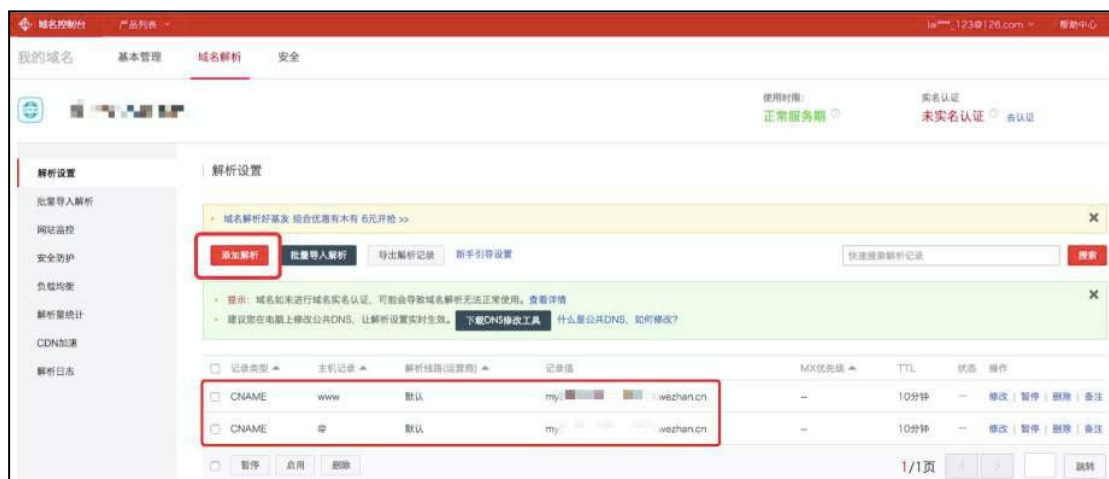 域名控制台 产品列表 lai***_123@126.com 帮助中心
我的域名 基本管理 域名解析 安全
使用时限: 实名认证
正常服务期 未实名认证 去认证
解析设置 解析设置
批量导入解析
域名解析好基友 组合优惠有木有 6元开抢 >>
网站监控
安全防护 添加解析 批量导入解析 导出解析记录 新手引导设置 快速搜索解析记录 搜索
负载均衡
提示:域名如未进行域名实名认证,可能会导致域名解析无法正常使用。查看详情
解析量统计
建议您在电脑上修改公共DNS,让解析设置实时生效。 下载DNS修改工具 什么是公共DNS,如何修改?
CDN加速
解析日志 记录类型 主机记录 解析线路(运营商) 记录值 MX优先级 TTL 状态 操作
CNAME www 默认 my wezhan.cn -- 10分钟 -- 修改 | 暂停 | 删除 | 备注
CNAME @ 默认 my wezhan.cn -- 10分钟 -- 修改 | 暂停 | 删除 | 备注
暂停 启用 删除 1/1页 < > 跳转